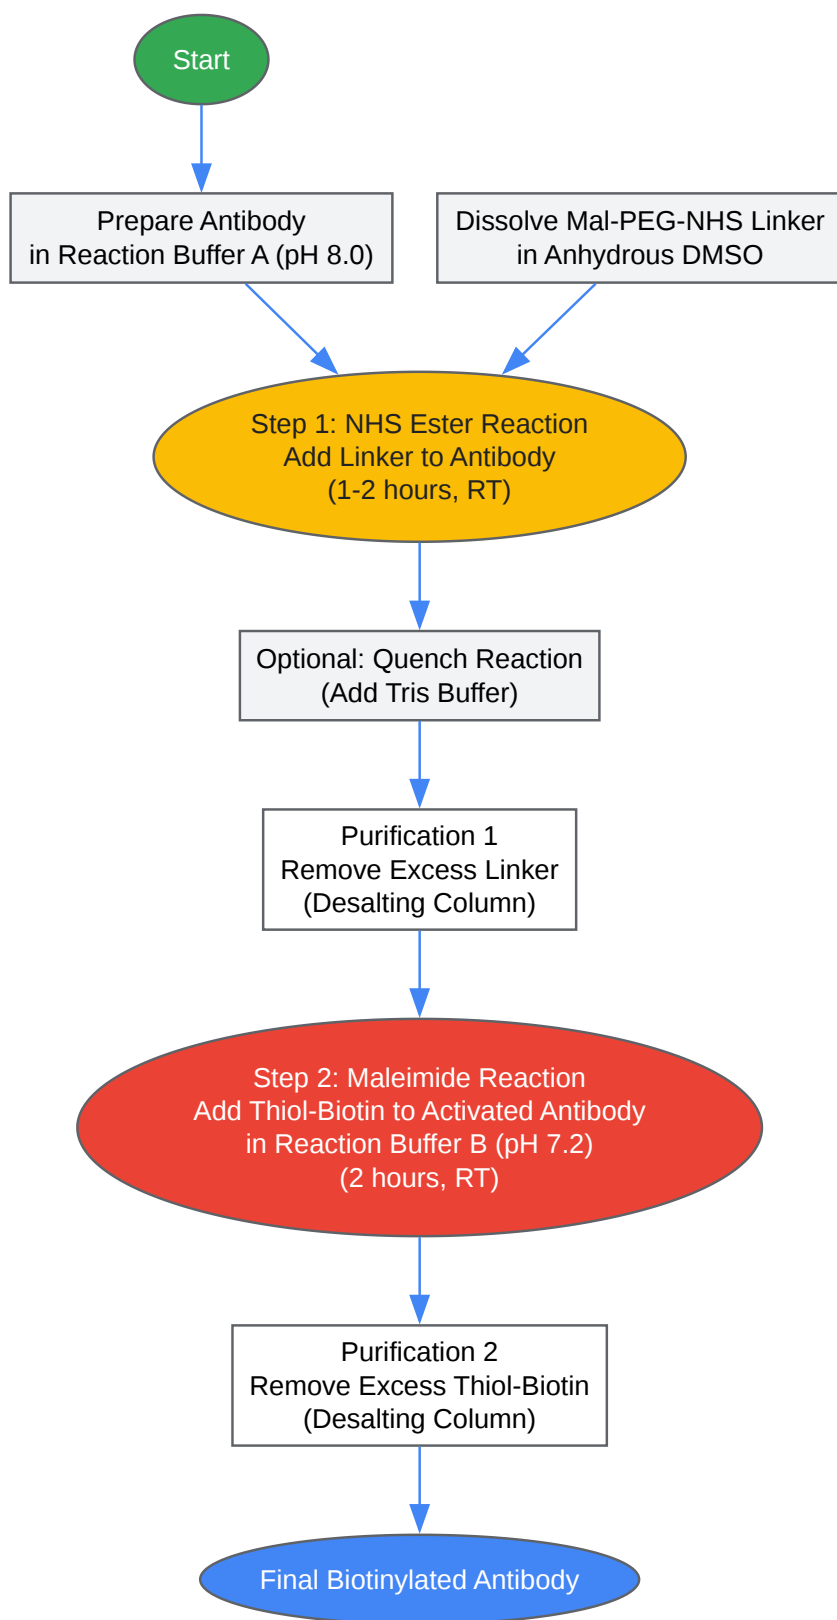 Start
Prepare Antibody
in Reaction Buffer A (pH 8.0)
Dissolve Mal-PEG-NHS Linker
in Anhydrous DMSO
Step 1: NHS Ester Reaction
Add Linker to Antibody
(1-2 hours, RT)
Optional: Quench Reaction
(Add Tris Buffer)
Purification 1
Remove Excess Linker
(Desalting Column)
Step 2: Maleimide Reaction
Add Thiol-Biotin to Activated Antibody
in Reaction Buffer B (pH 7.2)
(2 hours, RT)
Purification 2
Remove Excess Thiol-Biotin
(Desalting Column)
Final Biotinylated Antibody